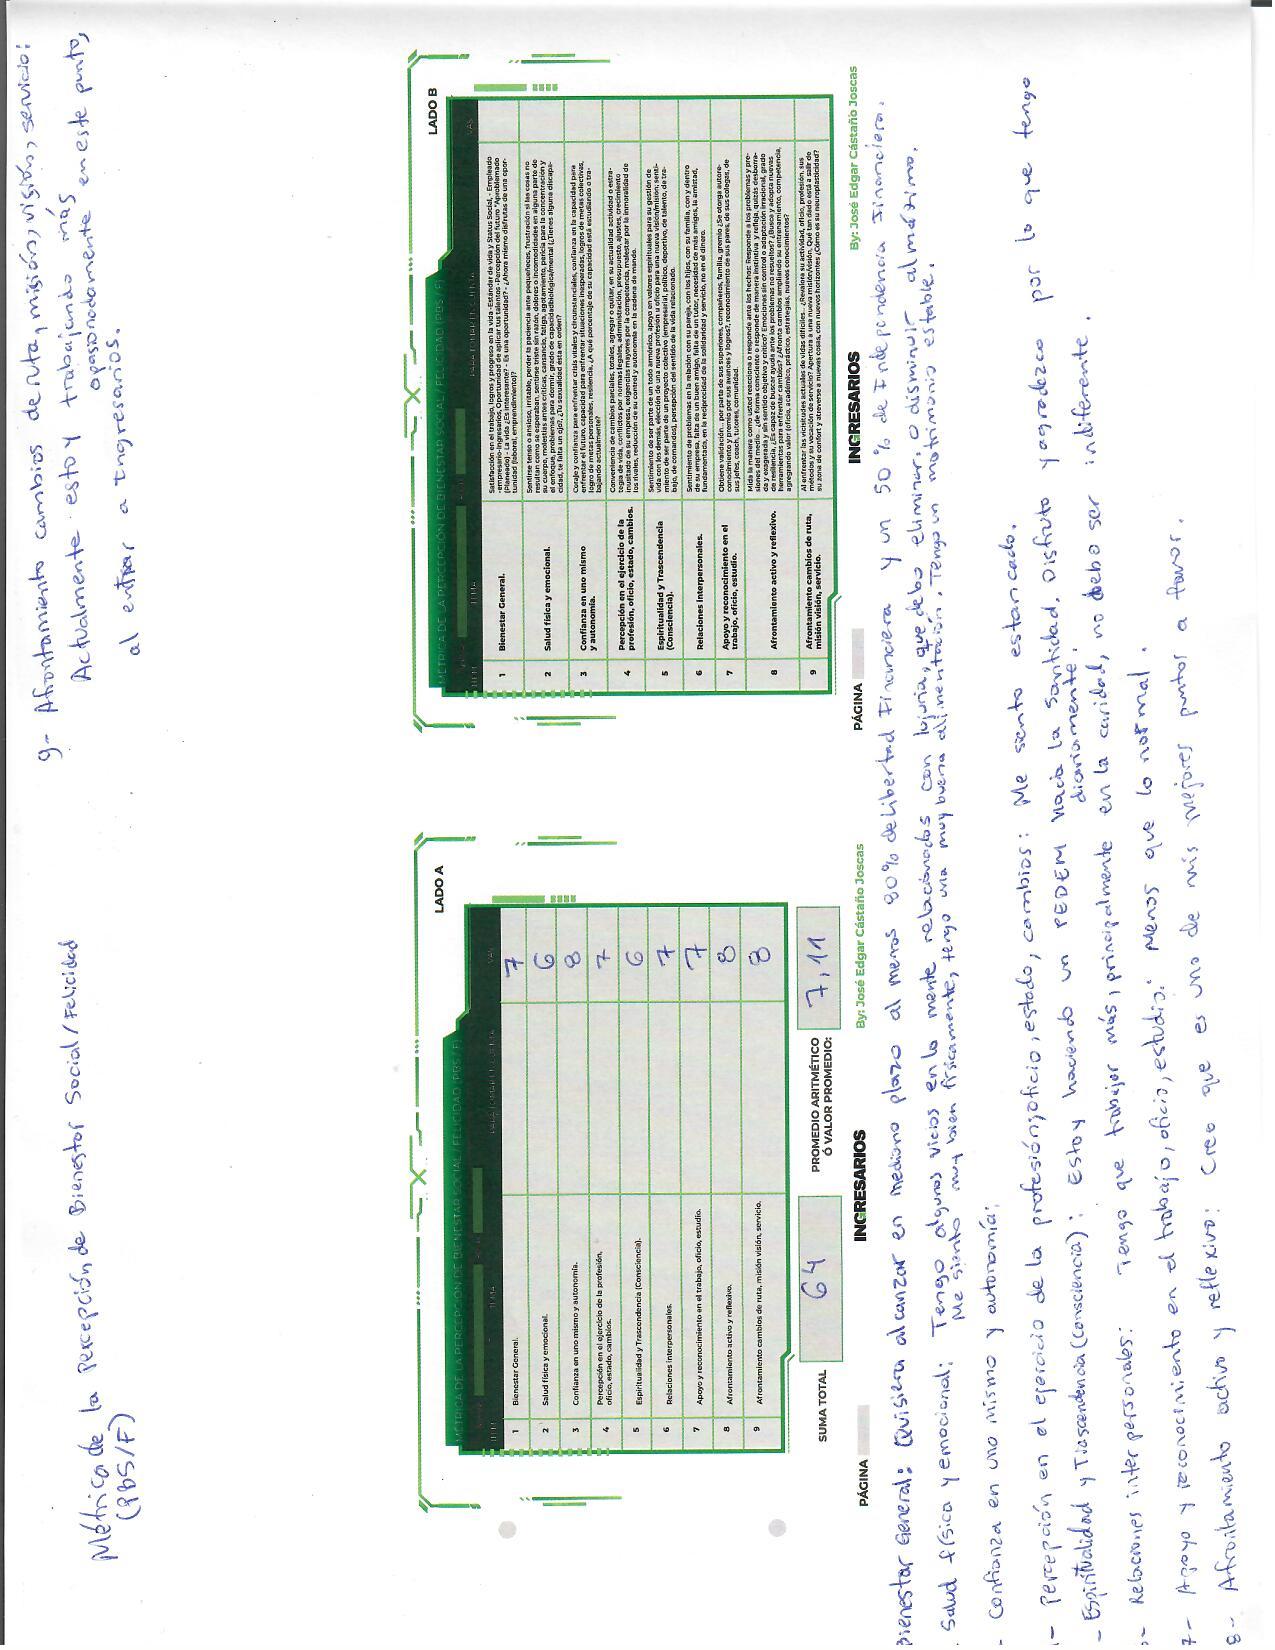 Métrica de la Percepción de Bienestar Social/Felicidad
(PBS/F)
9- Afrontamiento cambios de ruta, misión, visión, servicio:
Actualmente estoy trabajando más
apasionadamente en este punto,
al entrar a Ingresarios.
LADO A
MÉTRICA DE LA PERCEPCIÓN DE BIENESTAR SOCIAL / FELICIDAD (PBS / F)
ITEM TEMA PARA TOMAR EN CUENTA VAS
1 Bienestar General. 7
2 Salud física y emocional. 6
3 Confianza en uno mismo y autonomía. 8
4 Percepción en el ejercicio de la profesión,
oficio, estado, cambios. 7
5 Espiritualidad y Trascendencia (Consciencia). 6
6 Relaciones interpersonales. 7
7 Apoyo y reconocimiento en el trabajo, oficio, estudio. 7
8 Afrontamiento activo y reflexivo. 8
9 Afrontamiento cambios de ruta, misión visión, servicio. 8
SUMA TOTAL 64
PROMEDIO ARITMÉTICO
Ó VALOR PROMEDIO: 7,11
PÁGINA
INGRESARIOS
By: José Edgar Cástaño Joscas
LADO B
MÉTRICA DE LA PERCEPCIÓN DE BIENESTAR SOCIAL / FELICIDAD (PBS / F)
ITEM TEMA PARA TOMAR EN CUENTA VAS
1 Bienestar General.
Satisfacción en el trabajo, logros y progreso en la vida -Estándar de vida y Status Social, - Empleado
-empresario-Ingresarios, Oportunidad de aplicar tus talentos -Percepción del futuro "Aproblemado
(Planeado) - La vida ¿Es interesante? - Es una oportunidad? - ¿Ahora mismo disfrutas de una opor-
tunidad (laboral, emprendimiento)?
2 Salud física y emocional.
Sentirse tenso o ansioso, irritable, perder la paciencia ante pequeñeces, frustración si las cosas no
resultan como se esperaban, sentirse triste sin razón, dolores o incomodidades en alguna parte de
su cuerpo, molestias antes críticas, cansancio, fatiga, agotamiento, pericia para la concentración y
el enfoque, problemas para dormir, grado de capacidadbiológica/mental (¿Tienes alguna discapa-
cidad, te falta un ojo?, ¿Tu sexualidad ésta en orden?
3 Confianza en uno mismo
y autonomía.
Coraje y confianza para enfrentar crisis vitales y circunstanciales, confianza en la capacidad para
enfrentar el futuro, capacidad para enfrentar situaciones inesperadas, logros de metas colectivas,
logro de metas personales, resiliencia, ¿A qué porcentaje de su capacidad está estudiando o tra-
bajando actualmente?
4 Percepción en el ejercicio de la
profesión, oficio, estado, cambios.
Conveniencia de cambios parciales, totales, agregar o quitar, en su actualidad actividad o estra-
tegia de vida, conflictos por normas legales, administración, presupuesto, ajustes, crecimiento
inusitado de su empresa, exigencias mayores por la competencia, malestar por la inmoralidad de
los rivales, reducción de su control y autonomía en la cadena de mando.
5 Espiritualidad y Trascendencia
(Consciencia).
Sentimiento de ser parte de un todo armónico, apoyo en valores espirituales para su gestión de
vida con los demás, elección de una nueva profesión u oficio para una nueva visión/misión; senti-
miento de ser parte de un proyecto colectivo (empresarial, político, deportivo, de talento, de tra-
bajo, de comandos), percepción del sentido de la vida relacionado.
6 Relaciones Interpersonales.
Sentimiento de problemas en la relación con su pareja, con los hijos, con su familia, con y dentro
de su empresa, falta de un buen amigo, falta de un tutor, necesidad de más amigos, la amistad,
fundamentada, en la reciprocidad de la solidaridad y servicio, no en el dinero.
7 Apoyo y reconocimiento en el
trabajo, oficio, estudio.
Obtiene validación... por parte de sus superiores, compañeros, familia, gremio ¿Se otorga autore-
conocimiento y premio por sus avances y logros?, reconocimiento de sus pares, de sus colegas, de
sus jefes, coach, tutores, comunidad.
8 Afrontamiento activo y reflexivo.
Mida la manera como usted reacciona o responde ante los hechos: Responde a los problemas y pre-
siones del medio... ¿de forma consciente o responde de manera instintiva y refleja, quizás desborra-
da y exagerada y sin sentido objetivo y crítico? Emociones sin control o adaptación irracional, grado
de resiliencia, ¿Es capaz de buscar ayuda ante los problemas no resueltos? ¿Busca y adopta nuevas
herramientas para enfrentar cambios? ¿Afronta cambios ampliando su entrenamiento, competencia,
agregrando valor (oficio, académico, práctico, estrategias, nuevos conocimientos?
9 Afrontamiento cambios de ruta,
misión visión, servicio.
Al enfrentar las vicisitudes actuales de vidas difíciles... ¿Revalora su actividad, oficio, profesión, sus
métodos y su vocación de servicio? Apertura a una nueva misión/visión, Qué tan dado está a salir de
su zona de confort y atreverse a nuevas cosas, con nuevos horizontes ¿Cómo es su neuroplasticidad?
PÁGINA
INGRESARIOS
By: José Edgar Cástaño Joscas
Bienestar General: Quisiera alcanzar en mediano plazo al menos 80% de Libertad Financiera y un 50% de Independencia Financiera.
. Salud física y emocional: Tengo algunos vicios en la mente relacionados con lujuria, que debo eliminar. o disminuir al máximo.
Me siento muy bien físicamente, tengo una muy buena alimentación. Tengo un matrimonio estable.
- Confianza en uno mismo y autonomía:
.- Percepción en el ejercicio de la profesión, oficio, estado, cambios: Me siento estancado.
- Espiritualidad y Trascendencia (Consciencia): Estoy haciendo un PEDEM hacia la Santidad. Disfruto y agradezco por lo que tengo
diariamente.
.- Relaciones interpersonales: Tengo que trabajar más, principalmente en la caridad, no debo ser indiferente.
7- Apoyo y reconocimiento en el trabajo, oficio, estudio: Menos que lo normal.
8- Afrontamiento activo y reflexivo: Creo que es uno de mis mejores puntos a favor.